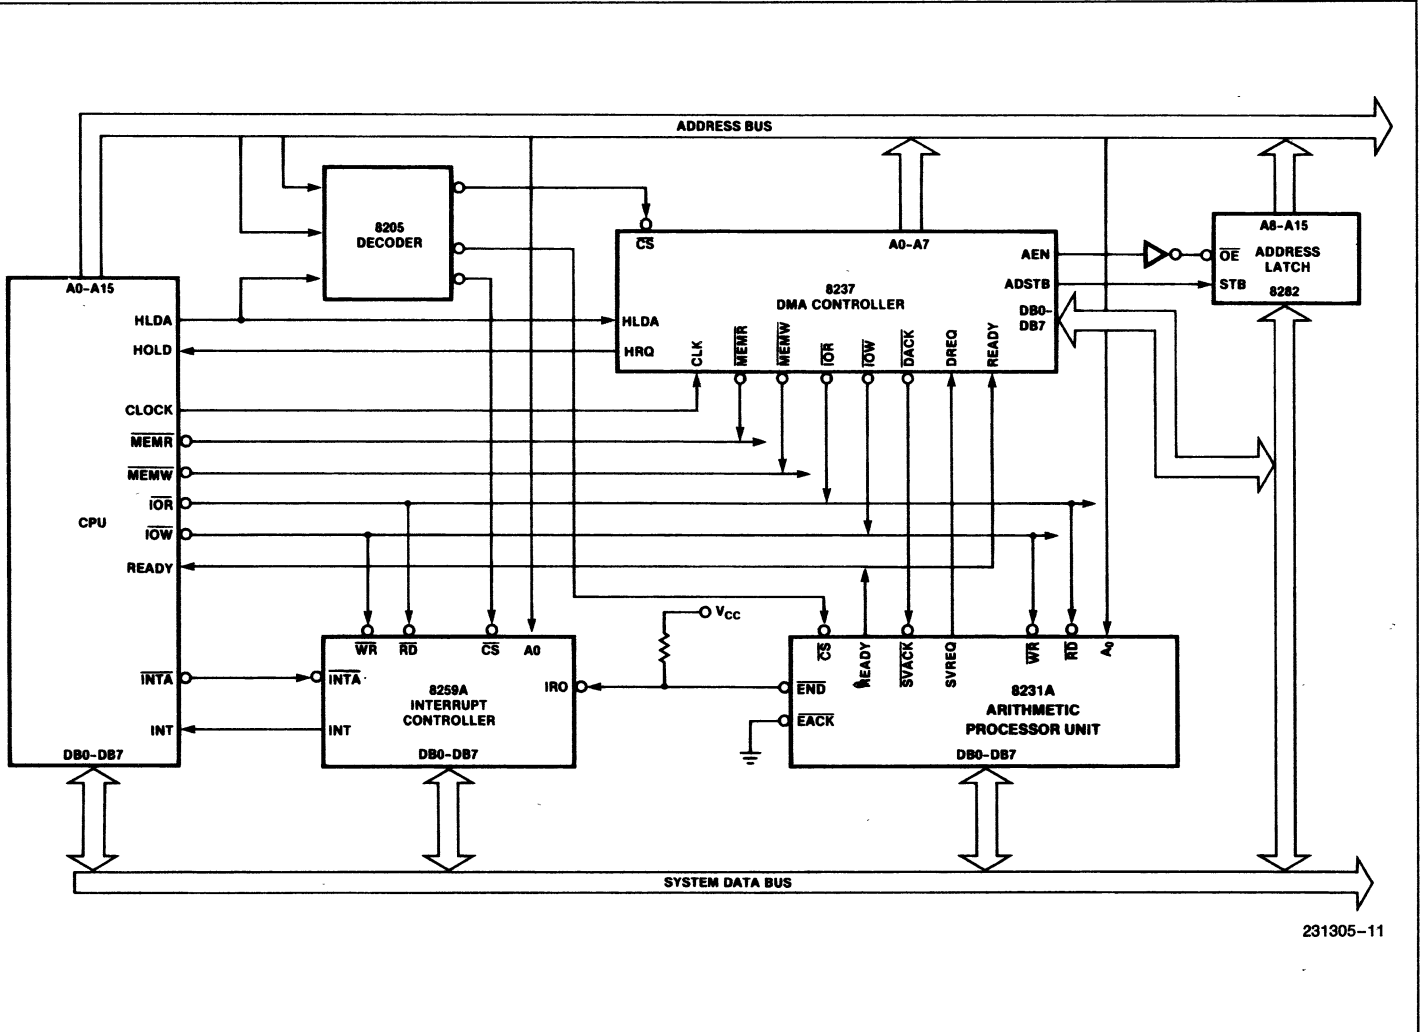 ADDRESS BUS
8205
DECODER
CS
A0-A7
A8-A15
ADDRESS
LATCH
8282
OE
STB
AEN
ADSTB
DB0-
DB7
8237
DMA CONTROLLER
HLDA
HRQ
CLK
MEMR
MEMW
IOR
IOW
DACK
DREQ
READY
A0-A15
HLDA
HOLD
CLOCK
MEMR
MEMW
IOR
CPU
IOW
READY
INTA
INT
DB0-DB7
VCC
WR
RD
CS
A0
INTA
IRO
8259A
INTERRUPT
CONTROLLER
INT
DB0-DB7
CS
READY
SVACK
SVREQ
WR
RD
A0
END
EACK
8231A
ARITHMETIC
PROCESSOR UNIT
DB0-DB7
SYSTEM DATA BUS
231305-11